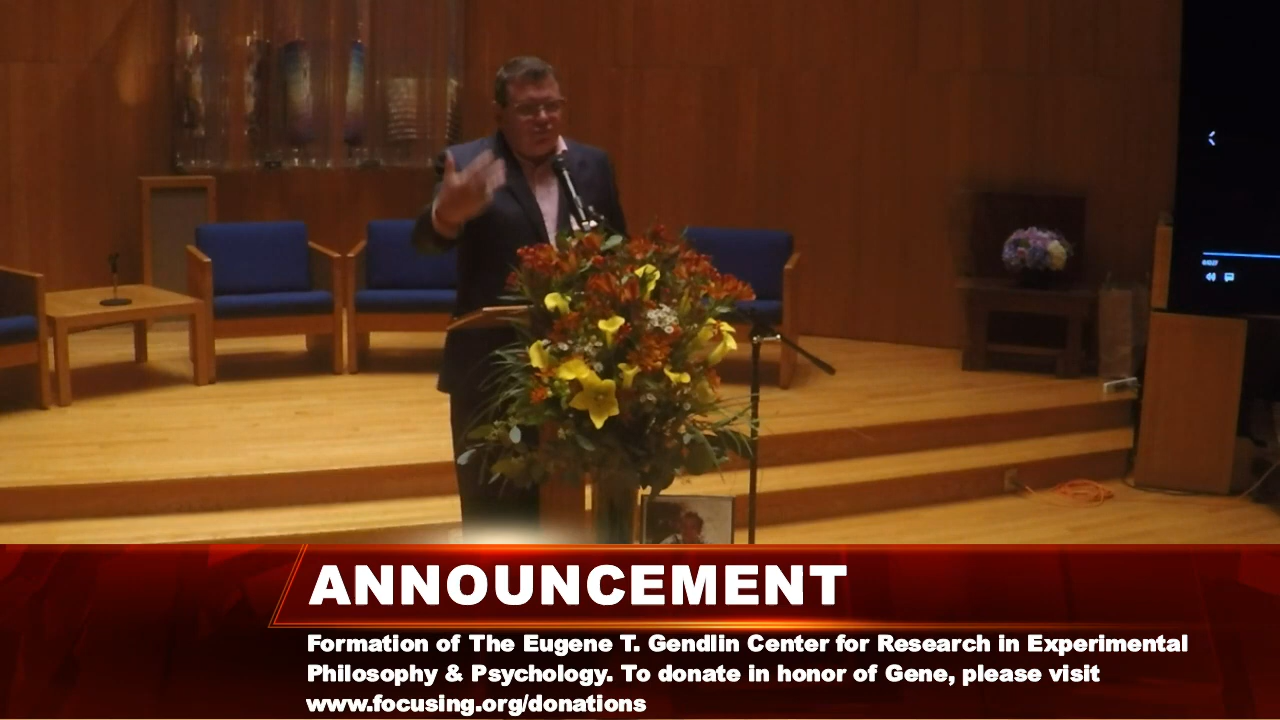 ANNOUNCEMENT
Formation of The Eugene T. Gendlin Center for Research in Experimental
Philosophy & Psychology. To donate in honor of Gene, please visit
www.focusing.org/donations